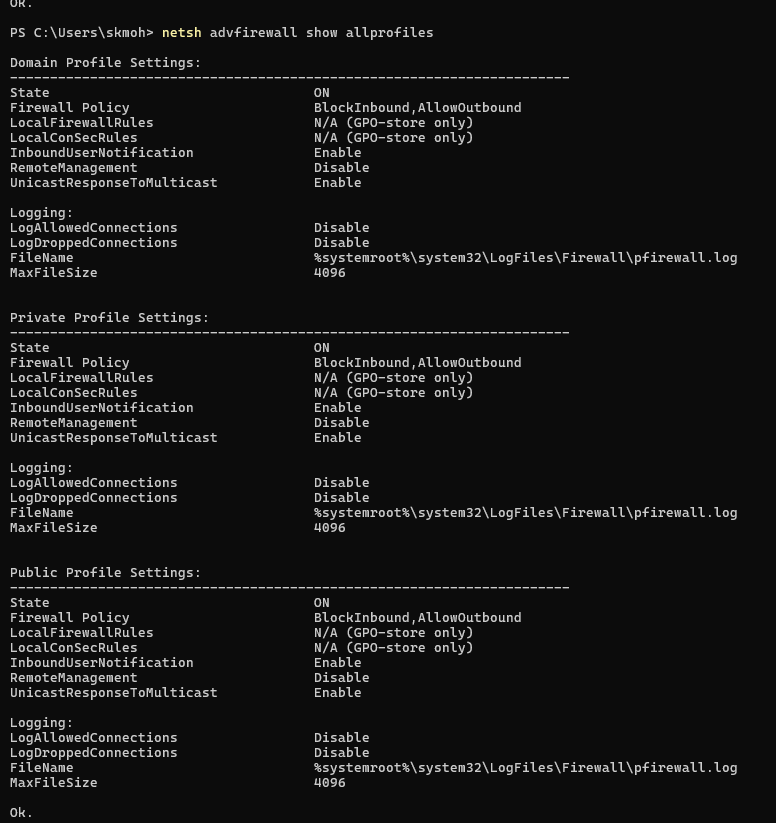 Ok.
PS C:\Users\skmoh> netsh advfirewall show allprofiles
Domain Profile Settings:
----------------------------------------------------------------------
State                                 ON
Firewall Policy                       BlockInbound,AllowOutbound
LocalFirewallRules                    N/A (GPO-store only)
LocalConSecRules                      N/A (GPO-store only)
InboundUserNotification               Enable
RemoteManagement                      Disable
UnicastResponseToMulticast            Enable
Logging:
LogAllowedConnections                 Disable
LogDroppedConnections                 Disable
FileName                              %systemroot%\system32\LogFiles\Firewall\pfirewall.log
MaxFileSize                           4096
Private Profile Settings:
----------------------------------------------------------------------
State                                 ON
Firewall Policy                       BlockInbound,AllowOutbound
LocalFirewallRules                    N/A (GPO-store only)
LocalConSecRules                      N/A (GPO-store only)
InboundUserNotification               Enable
RemoteManagement                      Disable
UnicastResponseToMulticast            Enable
Logging:
LogAllowedConnections                 Disable
LogDroppedConnections                 Disable
FileName                              %systemroot%\system32\LogFiles\Firewall\pfirewall.log
MaxFileSize                           4096
Public Profile Settings:
----------------------------------------------------------------------
State                                 ON
Firewall Policy                       BlockInbound,AllowOutbound
LocalFirewallRules                    N/A (GPO-store only)
LocalConSecRules                      N/A (GPO-store only)
InboundUserNotification               Enable
RemoteManagement                      Disable
UnicastResponseToMulticast            Enable
Logging:
LogAllowedConnections                 Disable
LogDroppedConnections                 Disable
FileName                              %systemroot%\system32\LogFiles\Firewall\pfirewall.log
MaxFileSize                           4096
Ok.